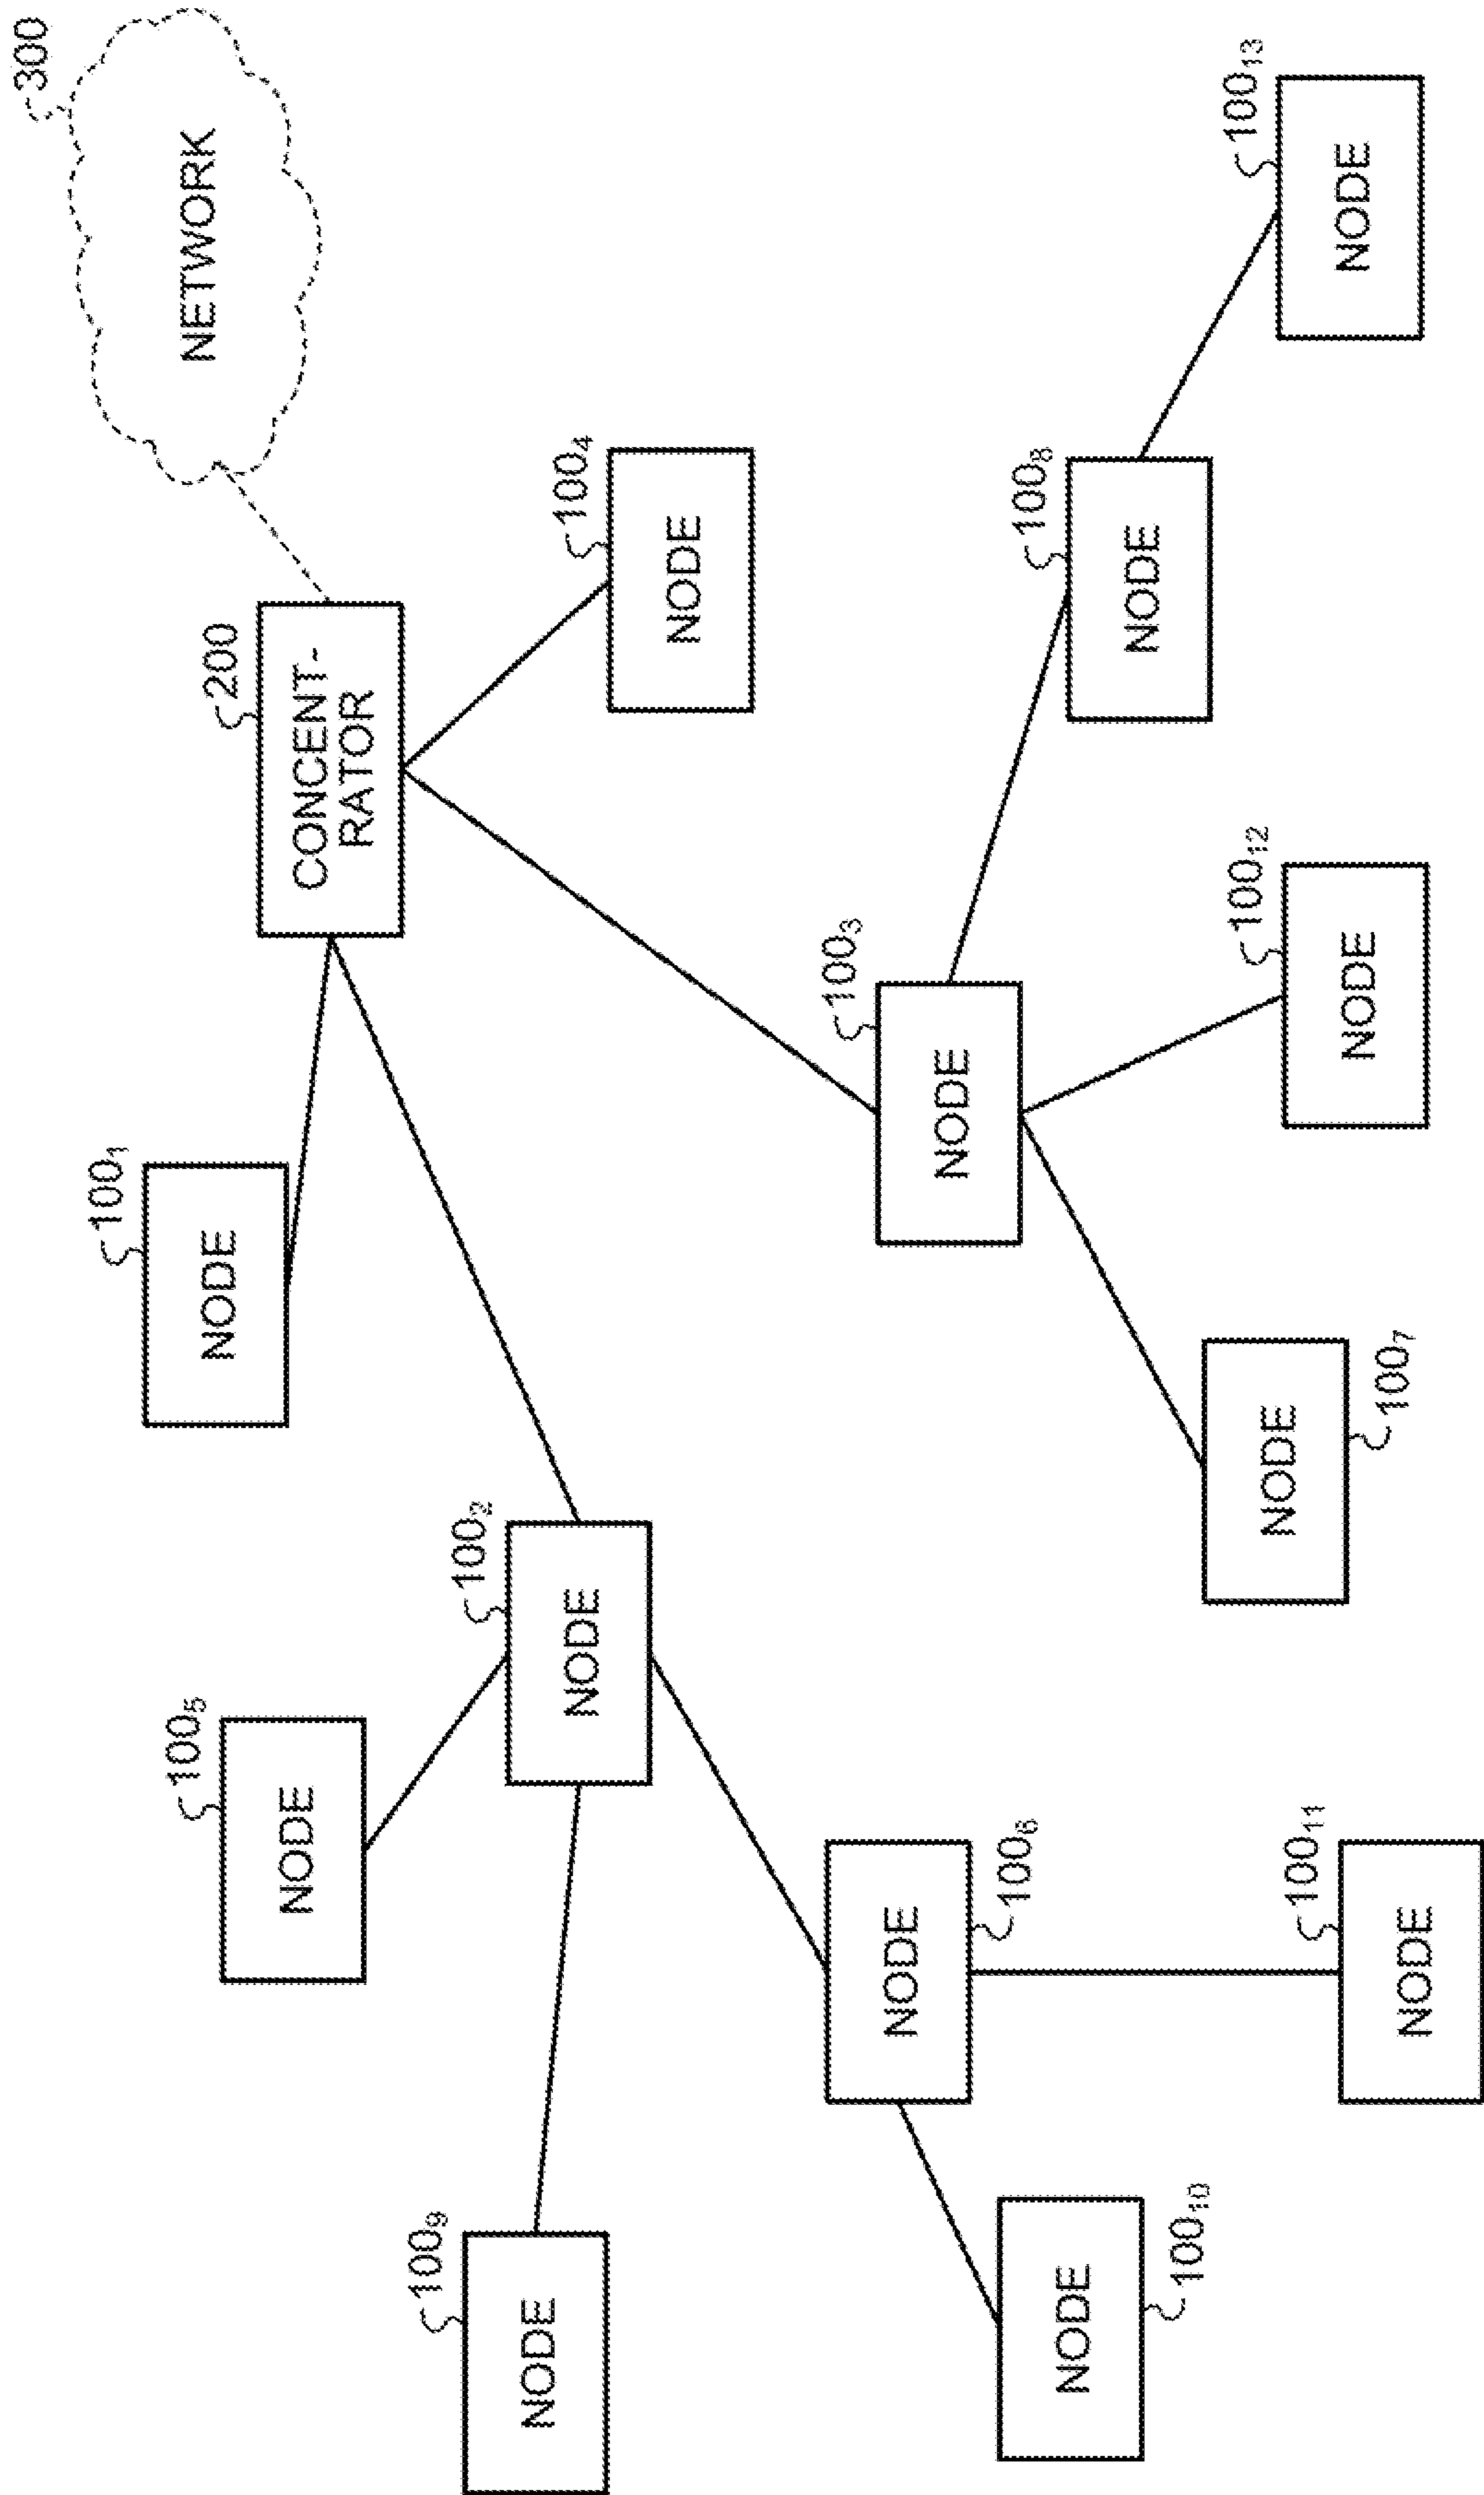 300
NETWORK
200
CONCENT-
RATOR
100₁
NODE
100₄
NODE
100₂
NODE
100₅
NODE
100₉
NODE
100₃
NODE
100₈
NODE
100₁₃
NODE
100₁₂
NODE
NODE
100₇
NODE
100₆
NODE
100₁₀
100₁₁
NODE